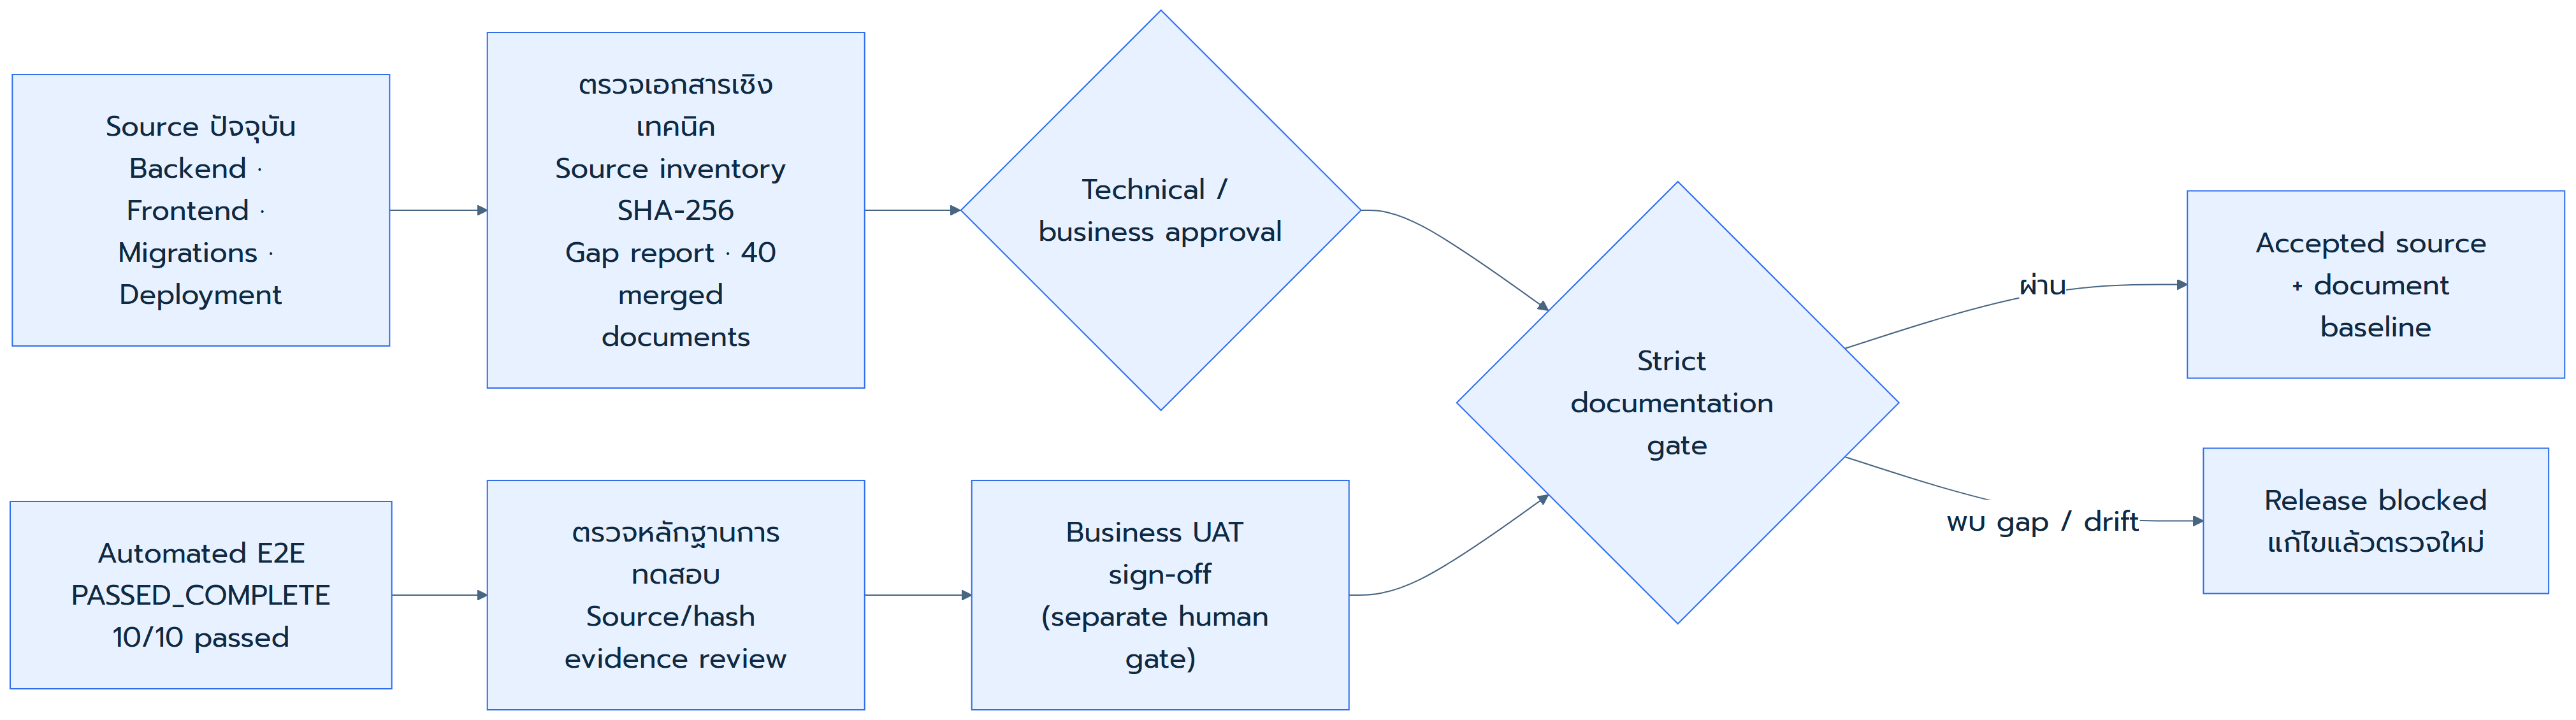 Source ปัจจุบัน
Backend ·
Frontend ·
Migrations ·
Deployment
ตรวจเอกสารเชิง
เทคนิค
Source inventory
SHA-256
Gap report · 40
merged
documents
Technical /
business approval
Strict
documentation
gate
ผ่าน
Accepted source
+ document
baseline
พบ gap / drift
Release blocked
แก้ไขแล้วตรวจใหม่
Automated E2E
PASSED_COMPLETE
10/10 passed
ตรวจหลักฐานการ
ทดสอบ
Source/hash
evidence review
Business UAT
sign-off
(separate human
gate)